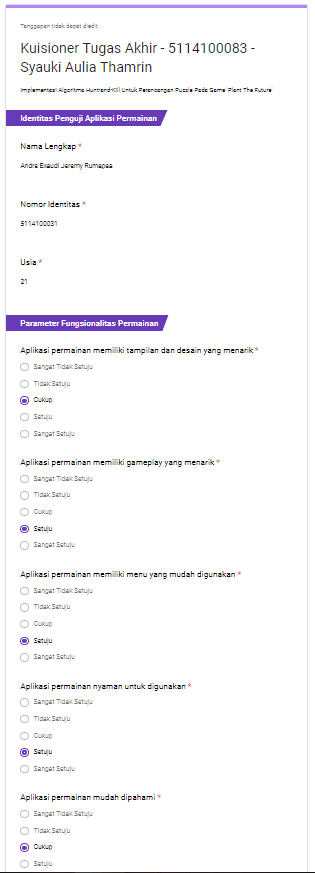 Tanggapan tidak dapat diedit
Kuisioner Tugas Akhir - 5114100083 -
Syauki Aulia Thamrin
Implementasi Algoritma Huntrend-Kill Untuk Perancangan Puzzle Pada Game 'Plant The Future'
Identitas Penguji Aplikasi Permainan
Nama Lengkap *
Andre Exaudi Jeremy Rumapea
Nomor Identitas *
5114100031
Usia *
21
Parameter Fungsionalitas Permainan
Aplikasi permainan memiliki tampilan dan desain yang menarik *
Sangat Tidak Setuju
Tidak Setuju
Cukup
Setuju
Sangat Setuju
Aplikasi permainan memiliki gameplay yang menarik *
Sangat Tidak Setuju
Tidak Setuju
Cukup
Setuju
Sangat Setuju
Aplikasi permainan memiliki menu yang mudah digunakan *
Sangat Tidak Setuju
Tidak Setuju
Cukup
Setuju
Sangat Setuju
Aplikasi permainan nyaman untuk digunakan *
Sangat Tidak Setuju
Tidak Setuju
Cukup
Setuju
Sangat Setuju
Aplikasi permainan mudah dipahami *
Sangat Tidak Setuju
Tidak Setuju
Cukup
Setuju